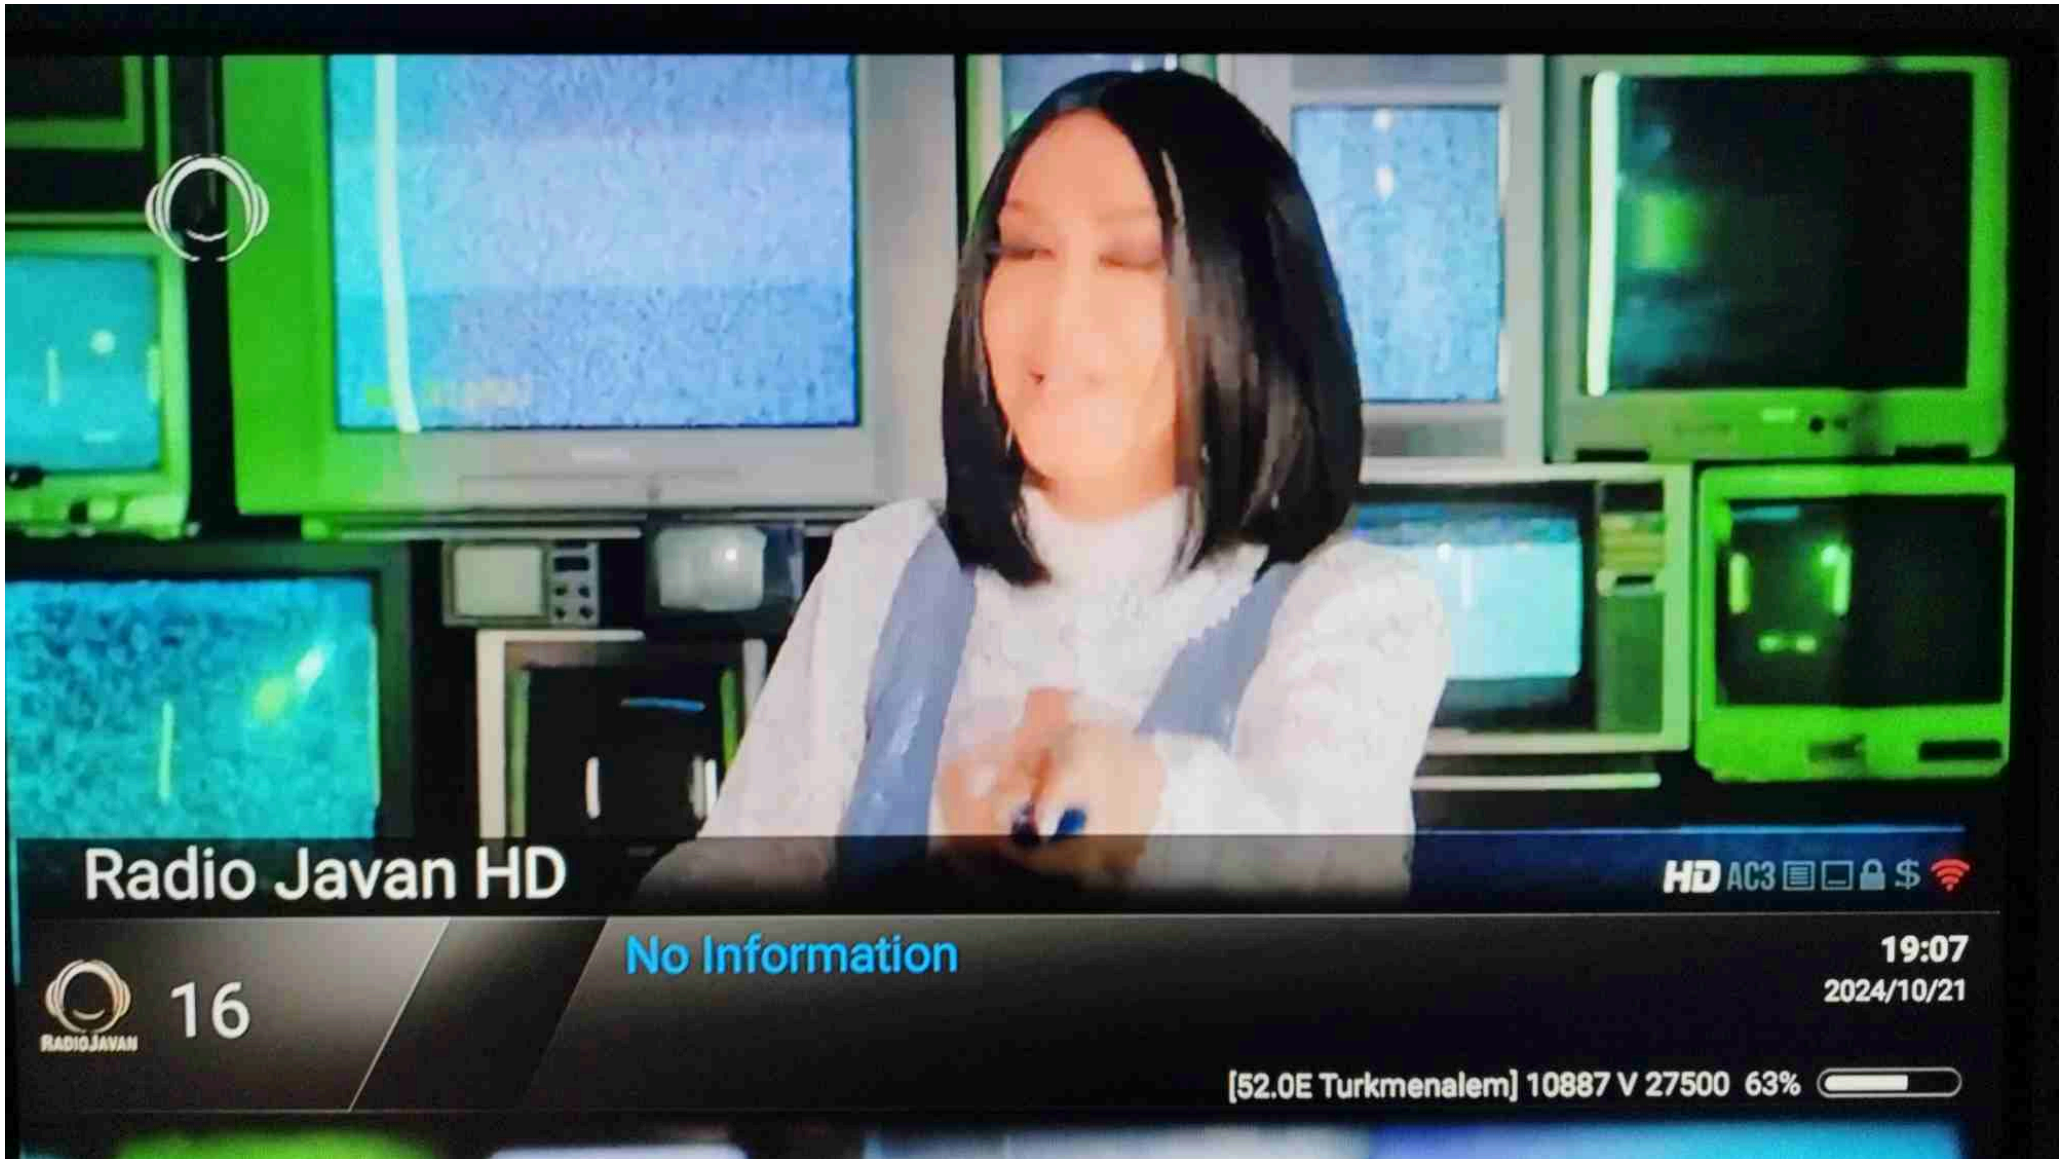 Radio Javan HD
HD AC3 $
No Information
19:07
2024/10/21
16
RADIOJAVAN
[52.0E Turkmenalem] 10887 V 27500 63%